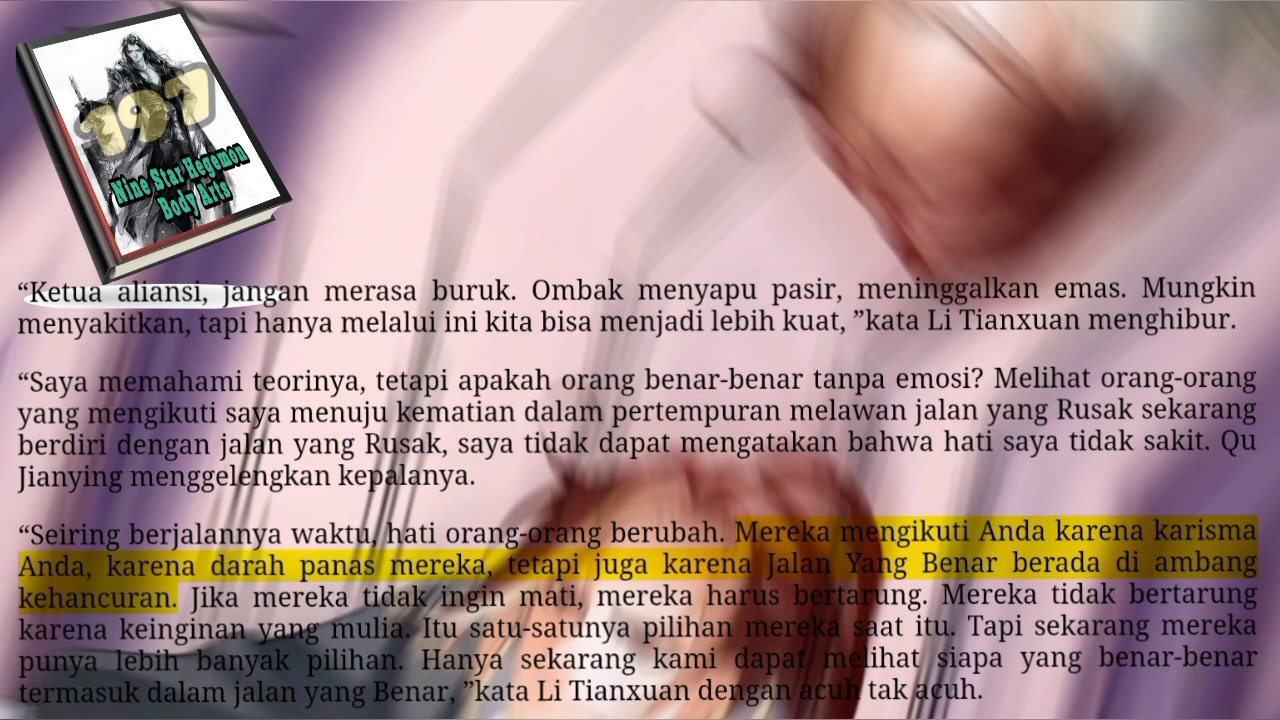 197
Nine Star Hegemon
Body Arts
“Ketua aliansi, jangan merasa buruk. Ombak menyapu pasir, meninggalkan emas. Mungkin
menyakitkan, tapi hanya melalui ini kita bisa menjadi lebih kuat, ”kata Li Tianxuan menghibur.
“Saya memahami teorinya, tetapi apakah orang benar-benar tanpa emosi? Melihat orang-orang
yang mengikuti saya menuju kematian dalam pertempuran melawan jalan yang Rusak sekarang
berdiri dengan jalan yang Rusak, saya tidak dapat mengatakan bahwa hati saya tidak sakit. Qu
Jianying menggelengkan kepalanya.
“Seiring berjalannya waktu, hati orang-orang berubah. Mereka mengikuti Anda karena karisma
Anda, karena darah panas mereka, tetapi juga karena Jalan Yang Benar berada di ambang
kehancuran. Jika mereka tidak ingin mati, mereka harus bertarung. Mereka tidak bertarung
karena keinginan yang mulia. Itu satu-satunya pilihan mereka saat itu. Tapi sekarang mereka
punya lebih banyak pilihan. Hanya sekarang kami dapat melihat siapa yang benar-benar
termasuk dalam jalan yang Benar, ”kata Li Tianxuan dengan acuh tak acuh.